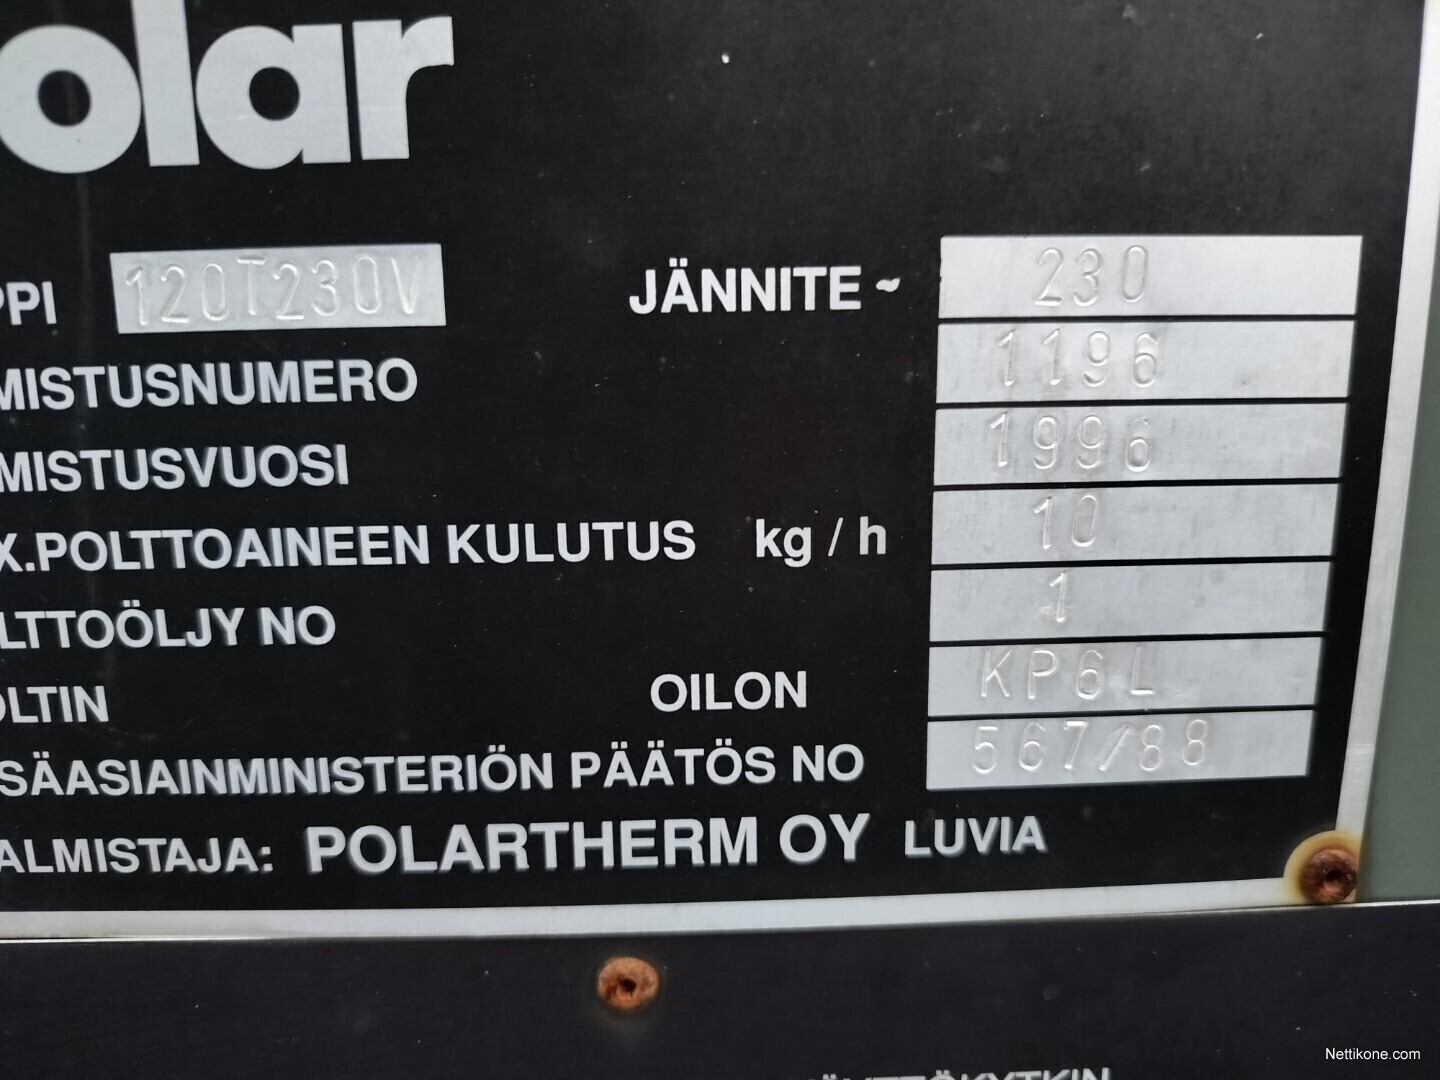 olar
PPI 120T230V JÄNNITE ~ 230
MISTUSNUMERO 1196
MISTUSVUOSI 1996
X.POLTTOAINEEN KULUTUS kg / h 10
LTTOÖLJY NO 1
OLTIN OILON KP6L
SÄASIAINMINISTERIÖN PÄÄTÖS NO 567/88
ALMISTAJA: POLARTHERM OY LUVIA
Nettikone.com